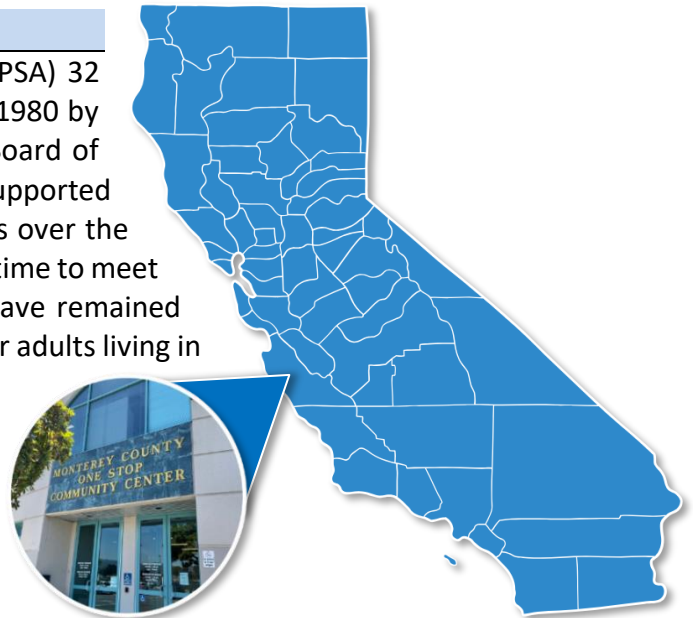 PSA) 32
1980 by
Board of
upported
s over the
time to meet
ave remained
r adults living in
MONTEREY COUNTY
ONE STOP
COMMUNITY CENTER